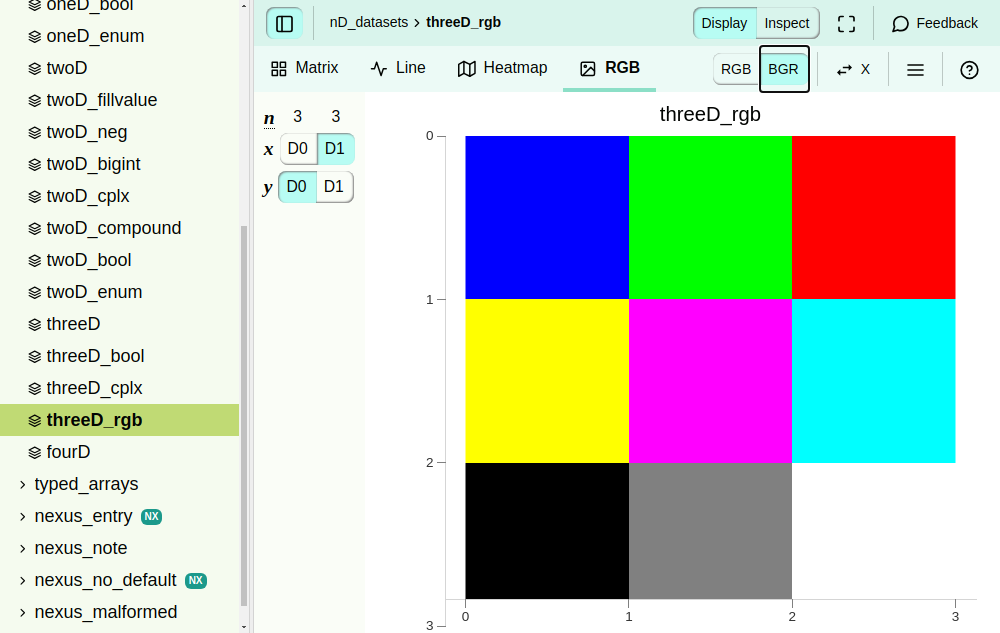 oneD_bool
oneD_enum
twoD
twoD_fillvalue
twoD_neg
twoD_bigint
twoD_cplx
twoD_compound
twoD_bool
twoD_enum
threeD
threeD_bool
threeD_cplx
threeD_rgb
fourD
typed_arrays
nexus_entry NX
nexus_note
nexus_no_default NX
nexus_malformed
nD_datasets threeD_rgb Display Inspect Feedback
Matrix Line Heatmap RGB RGB BGR X
n 3 3
x D0 D1
y D0 D1
threeD_rgb
0
1
2
3
0 1 2 3